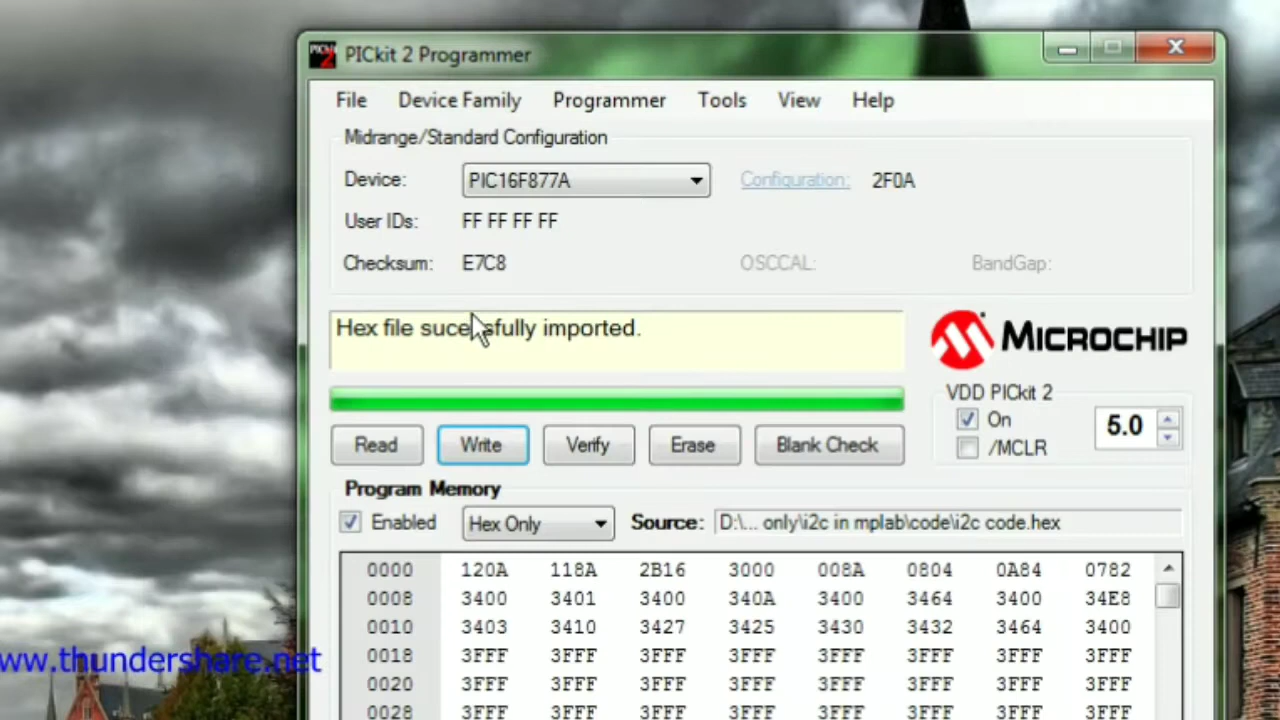 PICkit 2 Programmer
File Device Family Programmer Tools View Help
Midrange/Standard Configuration
Device: PIC16F877A Configuration: 2F0A
User IDs: FF FF FF FF
Checksum: E7C8 OSCCAL: BandGap:
Hex file sucessfully imported.
MICROCHIP
VDD PICkit 2
On
/MCLR
5.0
Read Write Verify Erase Blank Check
Program Memory
Enabled Hex Only Source: D:\... only\i2c in mplab\code\i2c code.hex
0000 120A 118A 2B16 3000 008A 0804 0A84 0782
0008 3400 3401 3400 340A 3400 3464 3400 34E8
0010 3403 3410 3427 3425 3430 3432 3464 3400
0018 3FFF 3FFF 3FFF 3FFF 3FFF 3FFF 3FFF 3FFF
0020 3FFF 3FFF 3FFF 3FFF 3FFF 3FFF 3FFF 3FFF
0028 3FFF 3FFF 3FFF 3FFF 3FFF 3FFF 3FFF 3FFF
www.thundershare.net